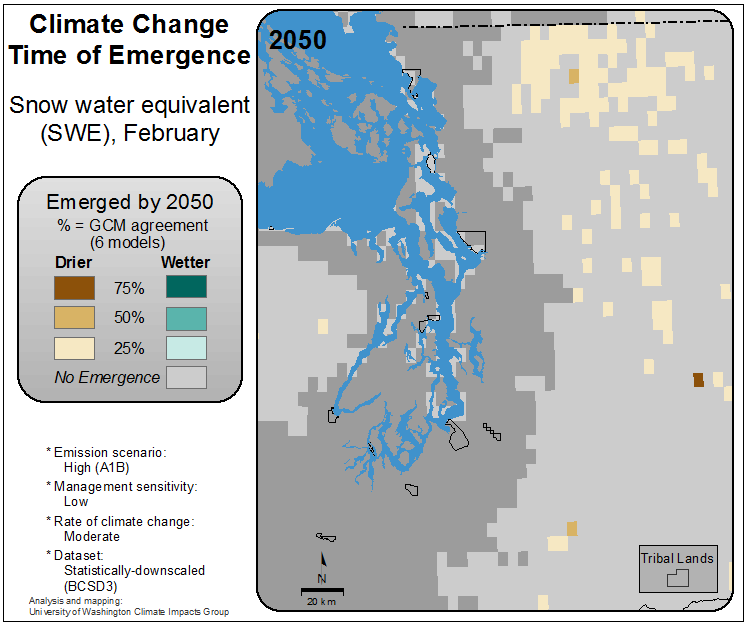 Climate Change
Time of Emergence
Snow water equivalent
(SWE), February
Emerged by 2050
% = GCM agreement
(6 models)
Drier Wetter
75%
50%
25%
No Emergence
* Emission scenario:
High (A1B)
* Management sensitivity:
Low
* Rate of climate change:
Moderate
* Dataset:
Statistically-downscaled
(BCSD3)
Analysis and mapping:
University of Washington Climate Impacts Group
2050
N
20 km
Tribal Lands